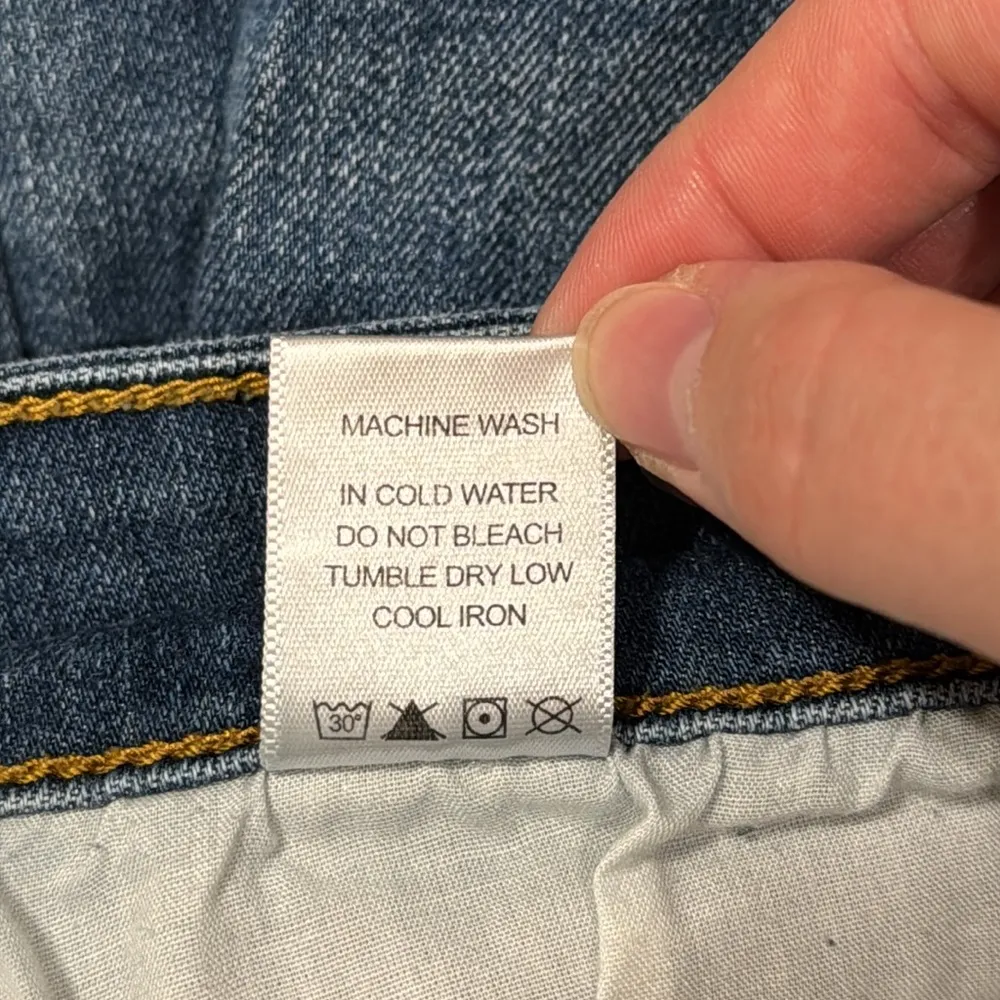 MACHINE WASH
IN COLD WATER
DO NOT BLEACH
TUMBLE DRY LOW
COOL IRON
30°